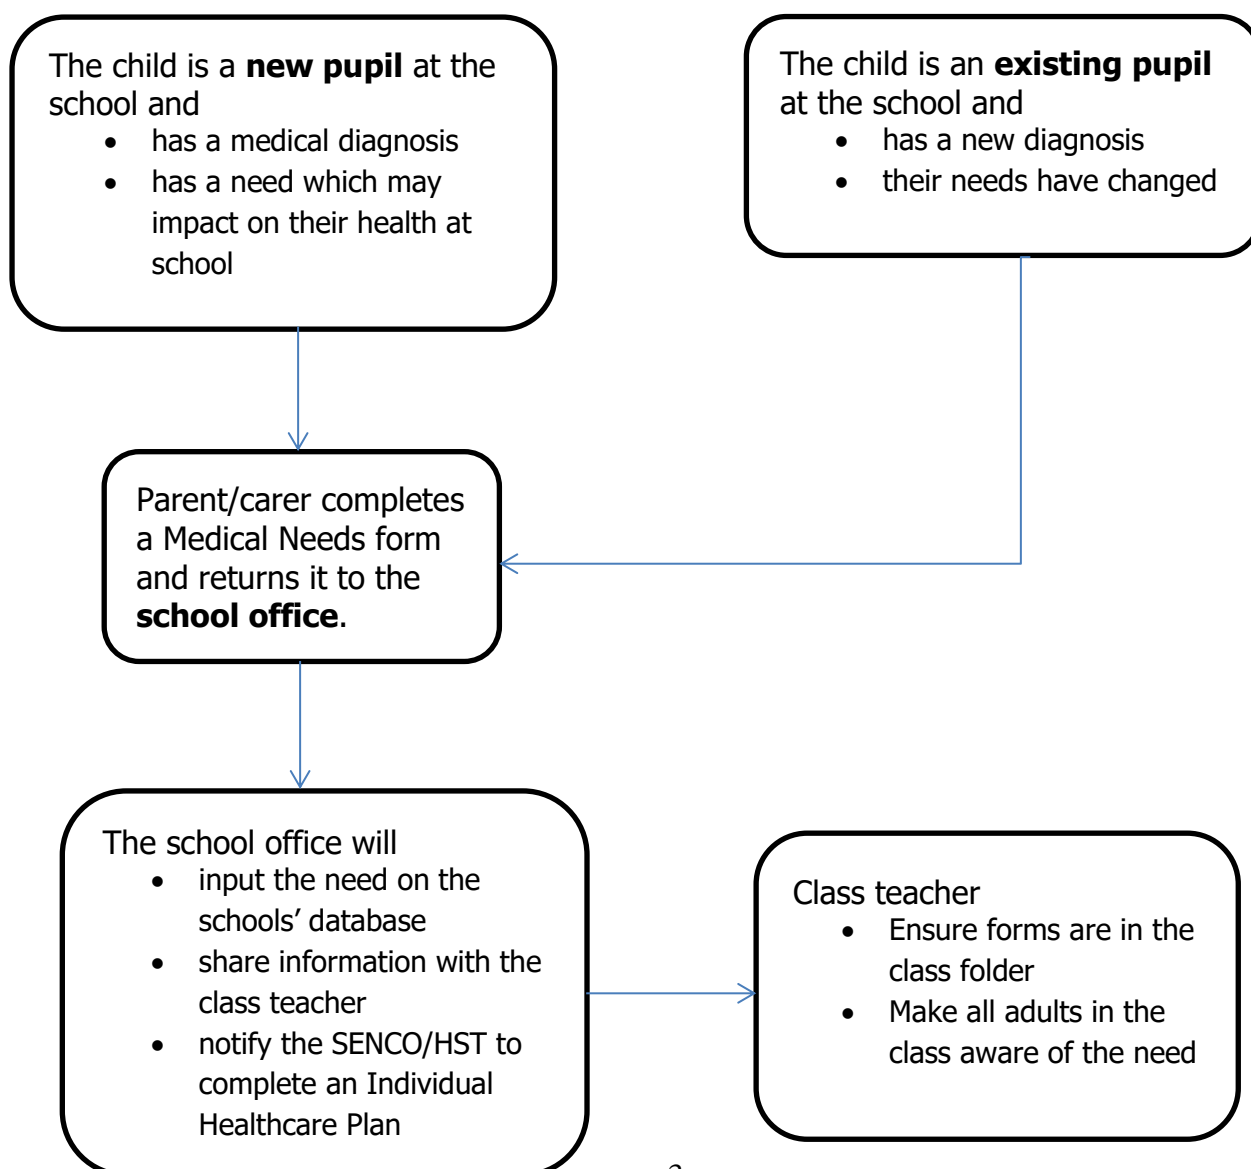 The child is a new pupil at the
school and
• has a medical diagnosis
• has a need which may
impact on their health at
school
The child is an existing pupil
at the school and
• has a new diagnosis
• their needs have changed
Parent/carer completes
a Medical Needs form
and returns it to the
school office.
The school office will
• input the need on the
schools’ database
• share information with the
class teacher
• notify the SENCO/HST to
complete an Individual
Healthcare Plan
Class teacher
• Ensure forms are in the
class folder
• Make all adults in the
class aware of the need